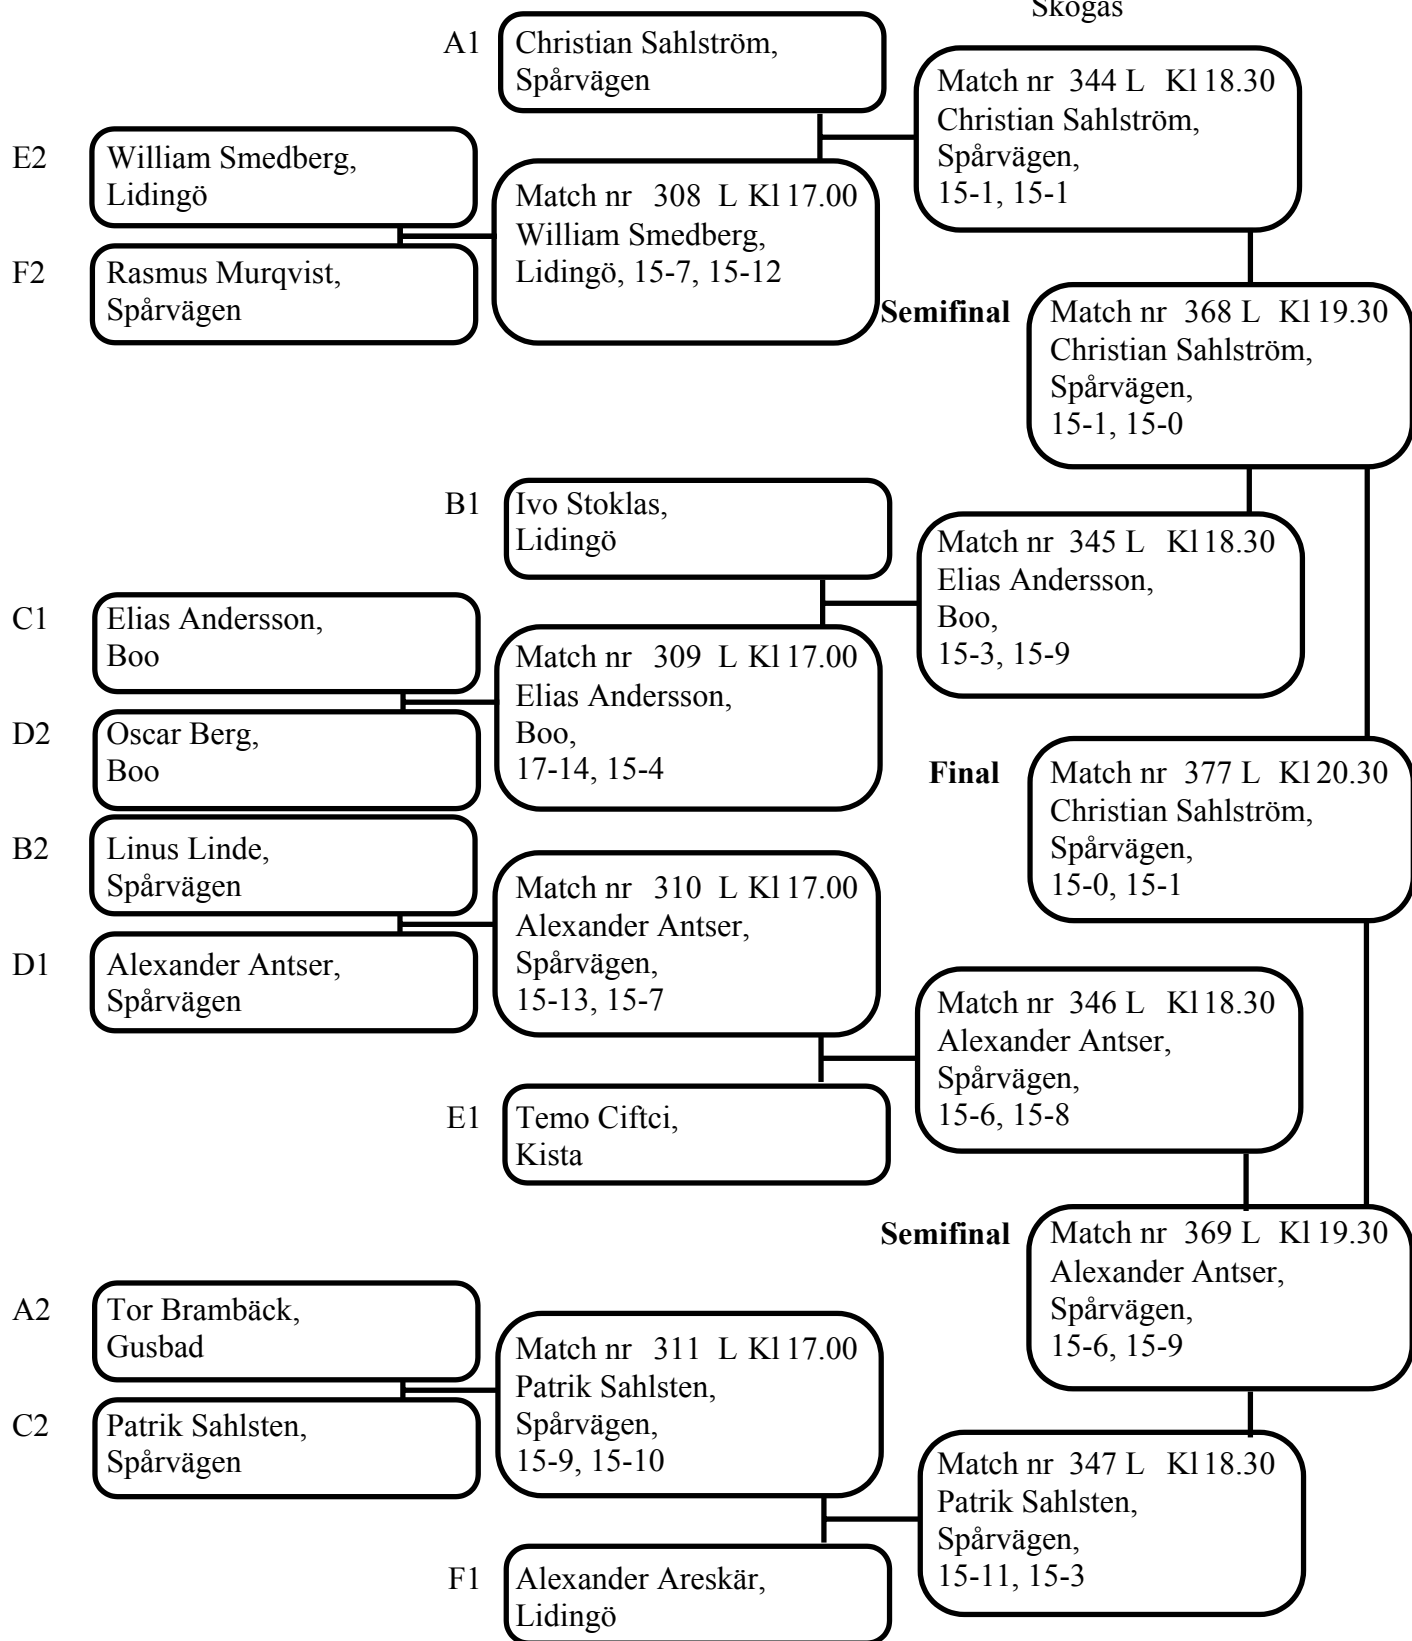 Skogås
A1 Christian Sahlström,
Spårvägen
Match nr 344 L Kl 18.30
Christian Sahlström,
Spårvägen,
15-1, 15-1
E2 William Smedberg,
Lidingö
Match nr 308 L Kl 17.00
William Smedberg,
Lidingö, 15-7, 15-12
F2 Rasmus Murqvist,
Spårvägen
Semifinal Match nr 368 L Kl 19.30
Christian Sahlström,
Spårvägen,
15-1, 15-0
B1 Ivo Stoklas,
Lidingö
Match nr 345 L Kl 18.30
Elias Andersson,
Boo,
15-3, 15-9
C1 Elias Andersson,
Boo
Match nr 309 L Kl 17.00
Elias Andersson,
Boo,
17-14, 15-4
D2 Oscar Berg,
Boo
Final Match nr 377 L Kl 20.30
Christian Sahlström,
Spårvägen,
15-0, 15-1
B2 Linus Linde,
Spårvägen
Match nr 310 L Kl 17.00
Alexander Antser,
Spårvägen,
15-13, 15-7
D1 Alexander Antser,
Spårvägen
Match nr 346 L Kl 18.30
Alexander Antser,
Spårvägen,
15-6, 15-8
E1 Temo Ciftci,
Kista
Semifinal Match nr 369 L Kl 19.30
Alexander Antser,
Spårvägen,
15-6, 15-9
A2 Tor Brambäck,
Gusbad
Match nr 311 L Kl 17.00
Patrik Sahlsten,
Spårvägen,
15-9, 15-10
C2 Patrik Sahlsten,
Spårvägen
Match nr 347 L Kl 18.30
Patrik Sahlsten,
Spårvägen,
15-11, 15-3
F1 Alexander Areskär,
Lidingö